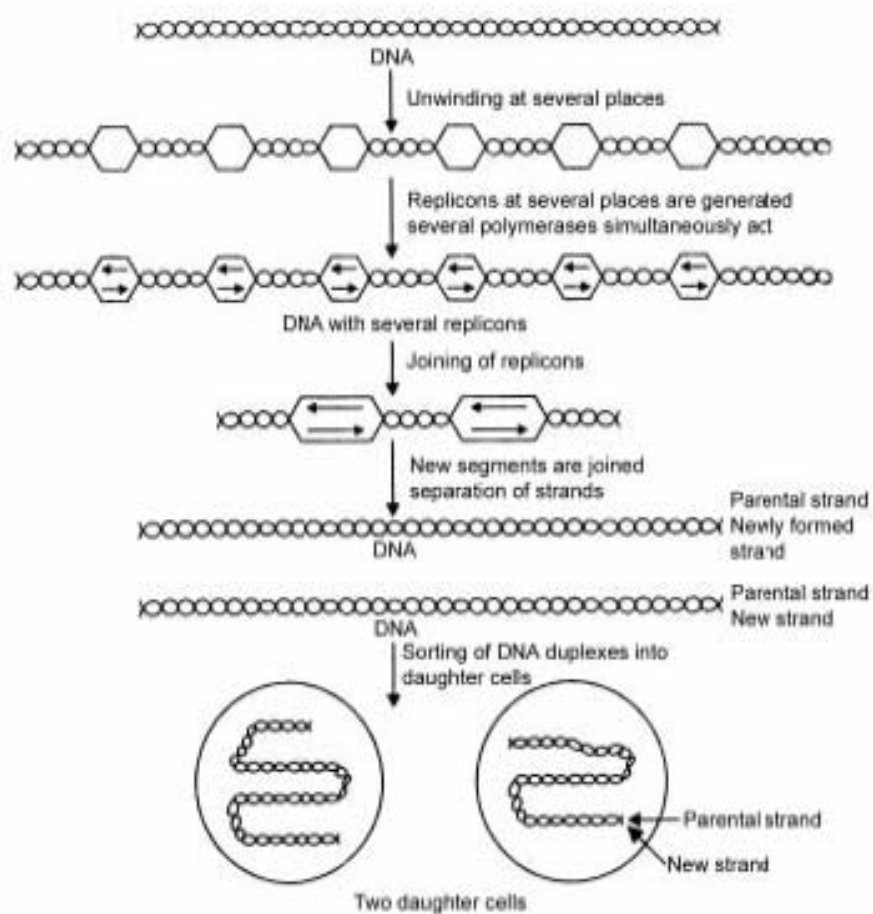 DNA
Unwinding at several places
Replicons at several places are generated
several polymerases simultaneously act
DNA with several replicons
Joining of replicons
New segments are joined
separation of strands
Parental strand
Newly formed
strand
DNA
Parental strand
New strand
DNA
Sorting of DNA duplexes into
daughter cells
Parental strand
New strand
Two daughter cells